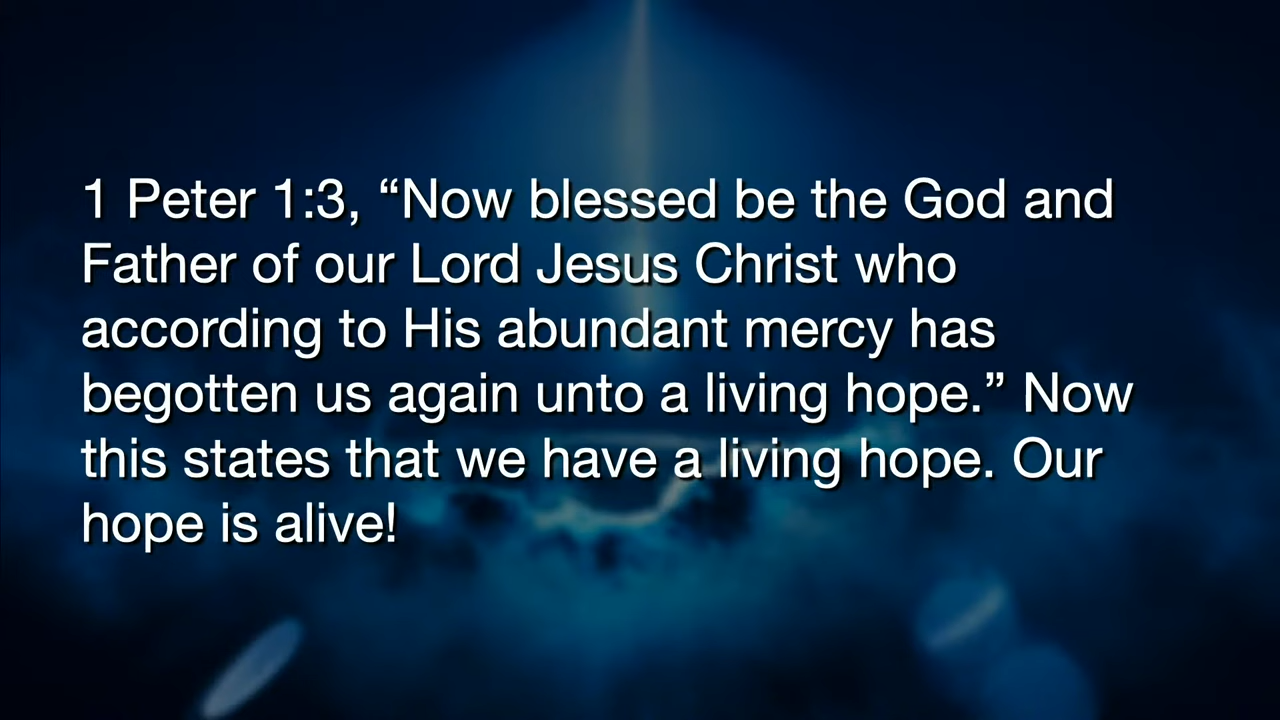 1 Peter 1:3, “Now blessed be the God and
Father of our Lord Jesus Christ who
according to His abundant mercy has
begotten us again unto a living hope.” Now
this states that we have a living hope. Our
hope is alive!